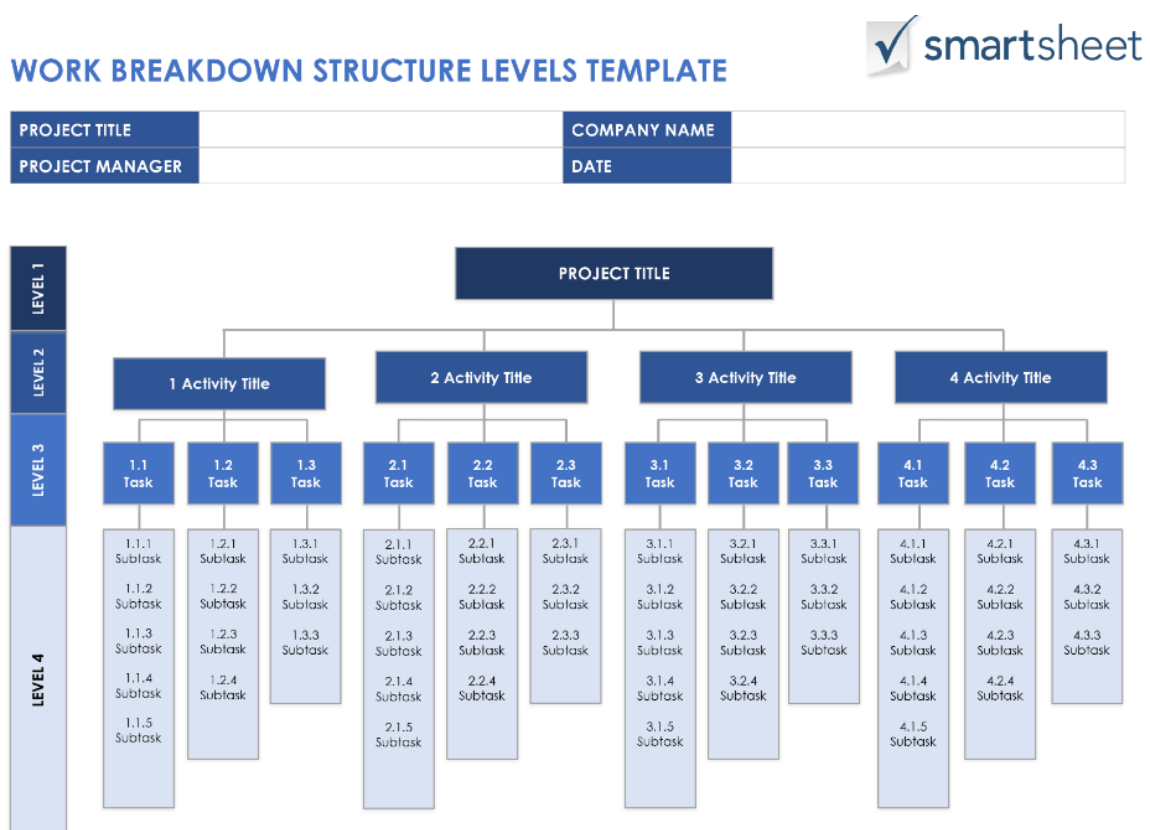 smartsheet
WORK BREAKDOWN STRUCTURE LEVELS TEMPLATE
PROJECT TITLE
COMPANY NAME
PROJECT MANAGER
DATE
LEVEL 1
PROJECT TITLE
LEVEL 2
1 Activity Title
2 Activity Title
3 Activity Title
4 Activity Title
LEVEL 3
1.1
Task
1.2
Task
1.3
Task
2.1
Task
2.2
Task
2.3
Task
3.1
Task
3.2
Task
3.3
Task
4.1
Task
4.2
Task
4.3
Task
LEVEL 4
1.1.1
Subtask
1.1.2
Subtask
1.1.3
Subtask
1.1.4
Subtask
1.1.5
Subtask
1.2.1
Subtask
1.2.2
Subtask
1.2.3
Subtask
1.2.4
Subtask
1.3.1
Subtask
1.3.2
Subtask
1.3.3
Subtask
2.1.1
Subtask
2.1.2
Subtask
2.1.3
Subtask
2.1.4
Subtask
2.1.5
Subtask
2.2.1
Subtask
2.2.2
Subtask
2.2.3
Subtask
2.2.4
Subtask
2.3.1
Subtask
2.3.2
Subtask
2.3.3
Subtask
3.1.1
Subtask
3.1.2
Subtask
3.1.3
Subtask
3.1.4
Subtask
3.1.5
Subtask
3.2.1
Subtask
3.2.2
Subtask
3.2.3
Subtask
3.2.4
Subtask
3.3.1
Subtask
3.3.2
Subtask
3.3.3
Subtask
4.1.1
Subtask
4.1.2
Subtask
4.1.3
Subtask
4.1.4
Subtask
4.1.5
Subtask
4.2.1
Subtask
4.2.2
Subtask
4.2.3
Subtask
4.2.4
Subtask
4.3.1
Subtask
4.3.2
Subtask
4.3.3
Subtask